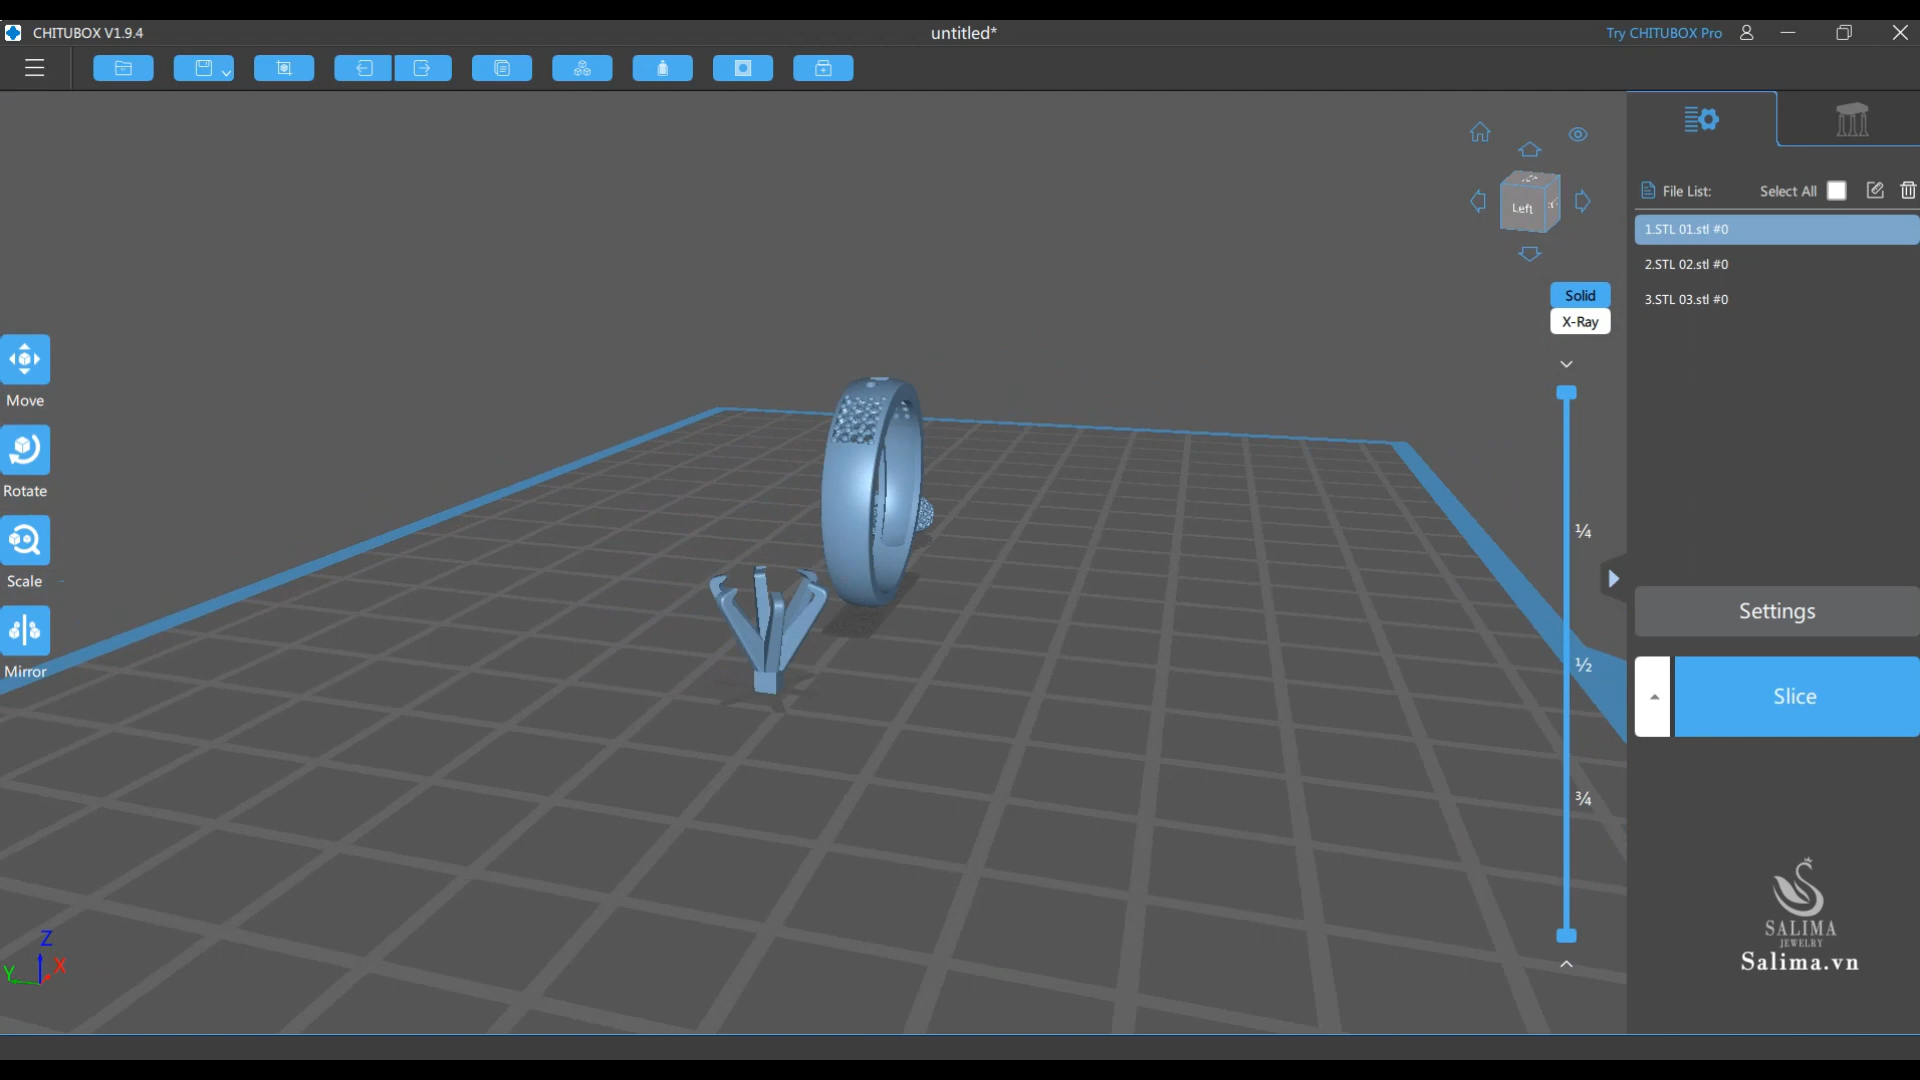 CHITUBOX V1.9.4
untitled*
Try CHITUBOX Pro
Left
File List:
Select All
1.STL 01.stl #0
2.STL 02.stl #0
3.STL 03.stl #0
Solid
X-Ray
Move
Rotate
Scale
Mirror
¼
½
¾
Settings
Slice
SALIMA
JEWELRY
Salima.vn
Z
Y
X